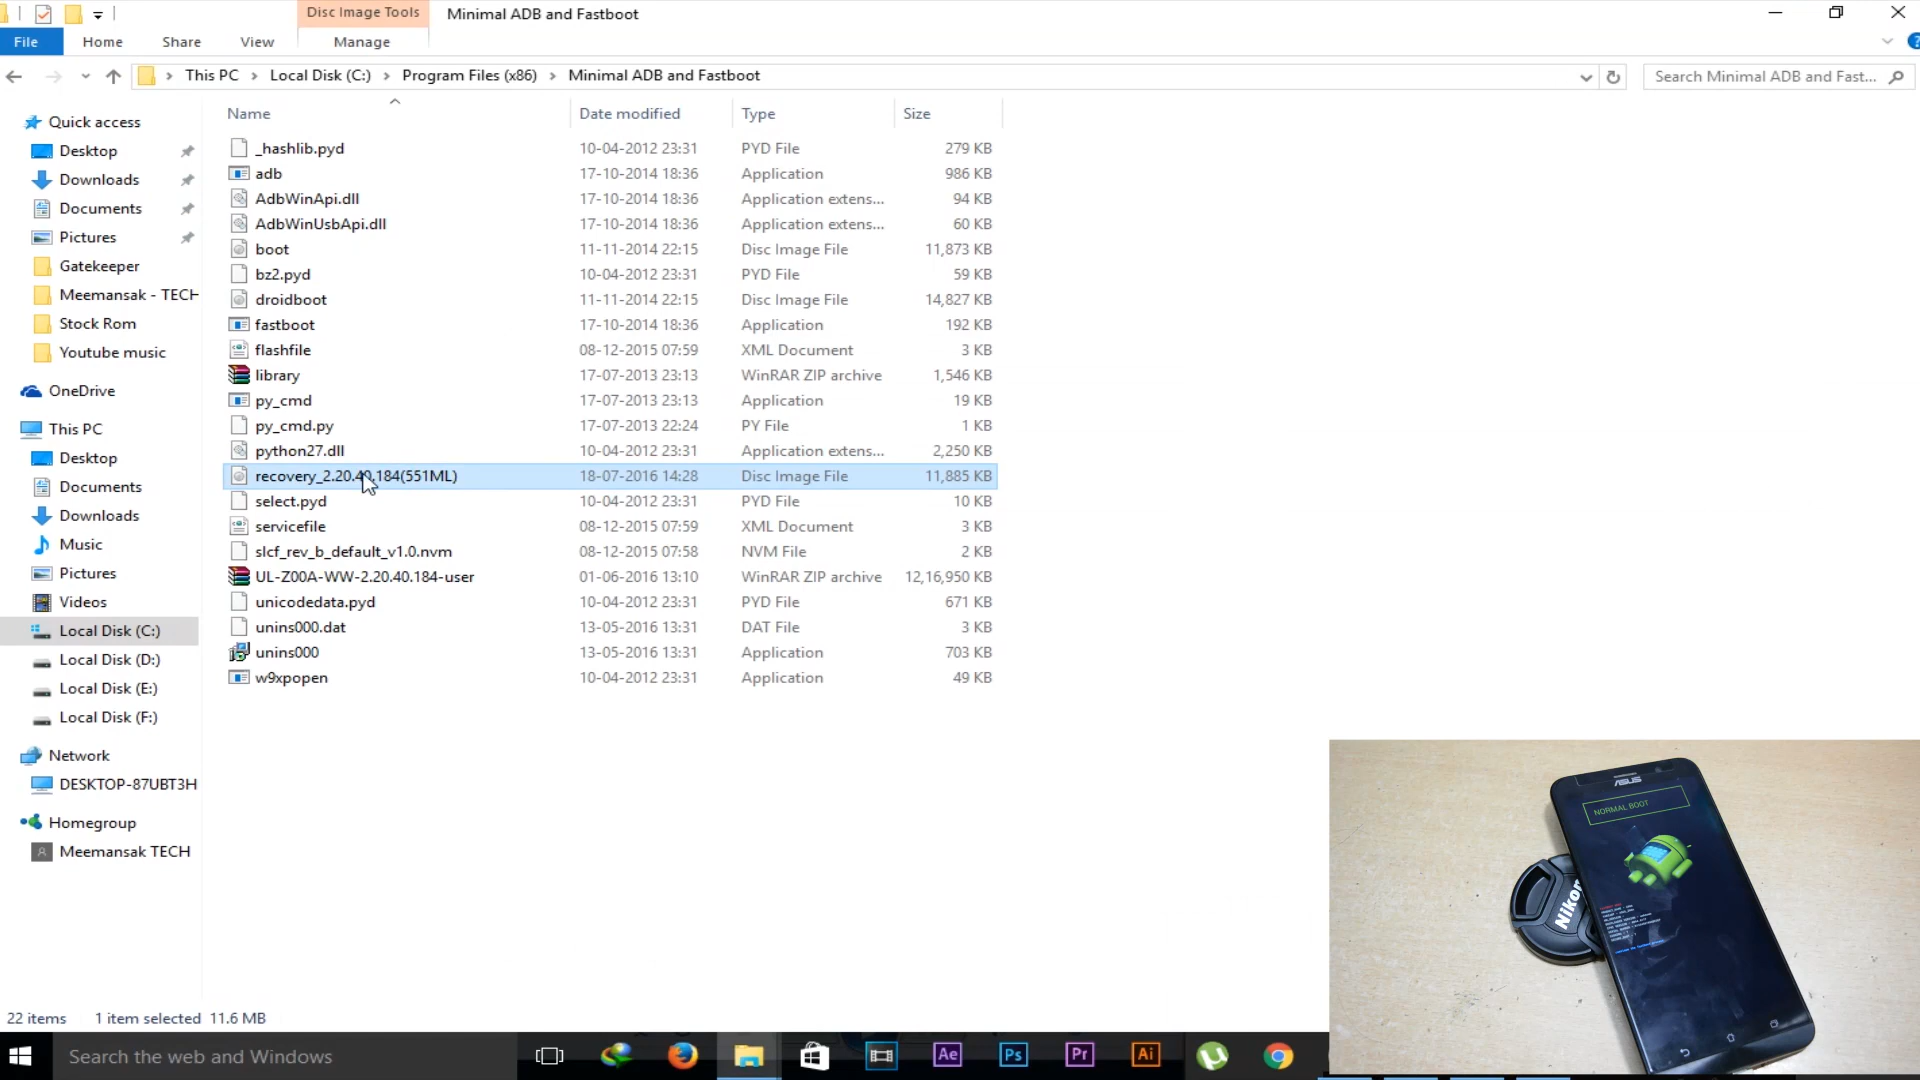 Disc Image Tools
Minimal ADB and Fastboot
File
Home
Share
View
Manage
This PC
Local Disk (C:)
Program Files (x86)
Minimal ADB and Fastboot
Search Minimal ADB and Fast...
Quick access
Desktop
Downloads
Documents
Pictures
Gatekeeper
Meemansak - TECH
Stock Rom
Youtube music
OneDrive
This PC
Desktop
Documents
Downloads
Music
Pictures
Videos
Local Disk (C:)
Local Disk (D:)
Local Disk (E:)
Local Disk (F:)
Network
DESKTOP-87UBT3H
Homegroup
Meemansak TECH
Name Date modified Type Size
_hashlib.pyd 10-04-2012 23:31 PYD File 279 KB
adb 17-10-2014 18:36 Application 986 KB
AdbWinApi.dll 17-10-2014 18:36 Application extens... 94 KB
AdbWinUsbApi.dll 17-10-2014 18:36 Application extens... 60 KB
boot 11-11-2014 22:15 Disc Image File 11,873 KB
bz2.pyd 10-04-2012 23:31 PYD File 59 KB
droidboot 11-11-2014 22:15 Disc Image File 14,827 KB
fastboot 17-10-2014 18:36 Application 192 KB
flashfile 08-12-2015 07:59 XML Document 3 KB
library 17-07-2013 23:13 WinRAR ZIP archive 1,546 KB
py_cmd 17-07-2013 23:13 Application 19 KB
py_cmd.py 17-07-2013 22:24 PY File 1 KB
python27.dll 10-04-2012 23:31 Application extens... 2,250 KB
recovery_2.20.40.184(551ML) 18-07-2016 14:28 Disc Image File 11,885 KB
select.pyd 10-04-2012 23:31 PYD File 10 KB
servicefile 08-12-2015 07:59 XML Document 3 KB
slcf_rev_b_default_v1.0.nvm 08-12-2015 07:58 NVM File 2 KB
UL-Z00A-WW-2.20.40.184-user 01-06-2016 13:10 WinRAR ZIP archive 12,16,950 KB
unicodedata.pyd 10-04-2012 23:31 PYD File 671 KB
unins000.dat 13-05-2016 13:31 DAT File 3 KB
unins000 13-05-2016 13:31 Application 703 KB
w9xpopen 10-04-2012 23:31 Application 49 KB
22 items 1 item selected 11.6 MB
Search the web and Windows
Ae
Ps
Pr
Ai
ASUS
NORMAL BOOT